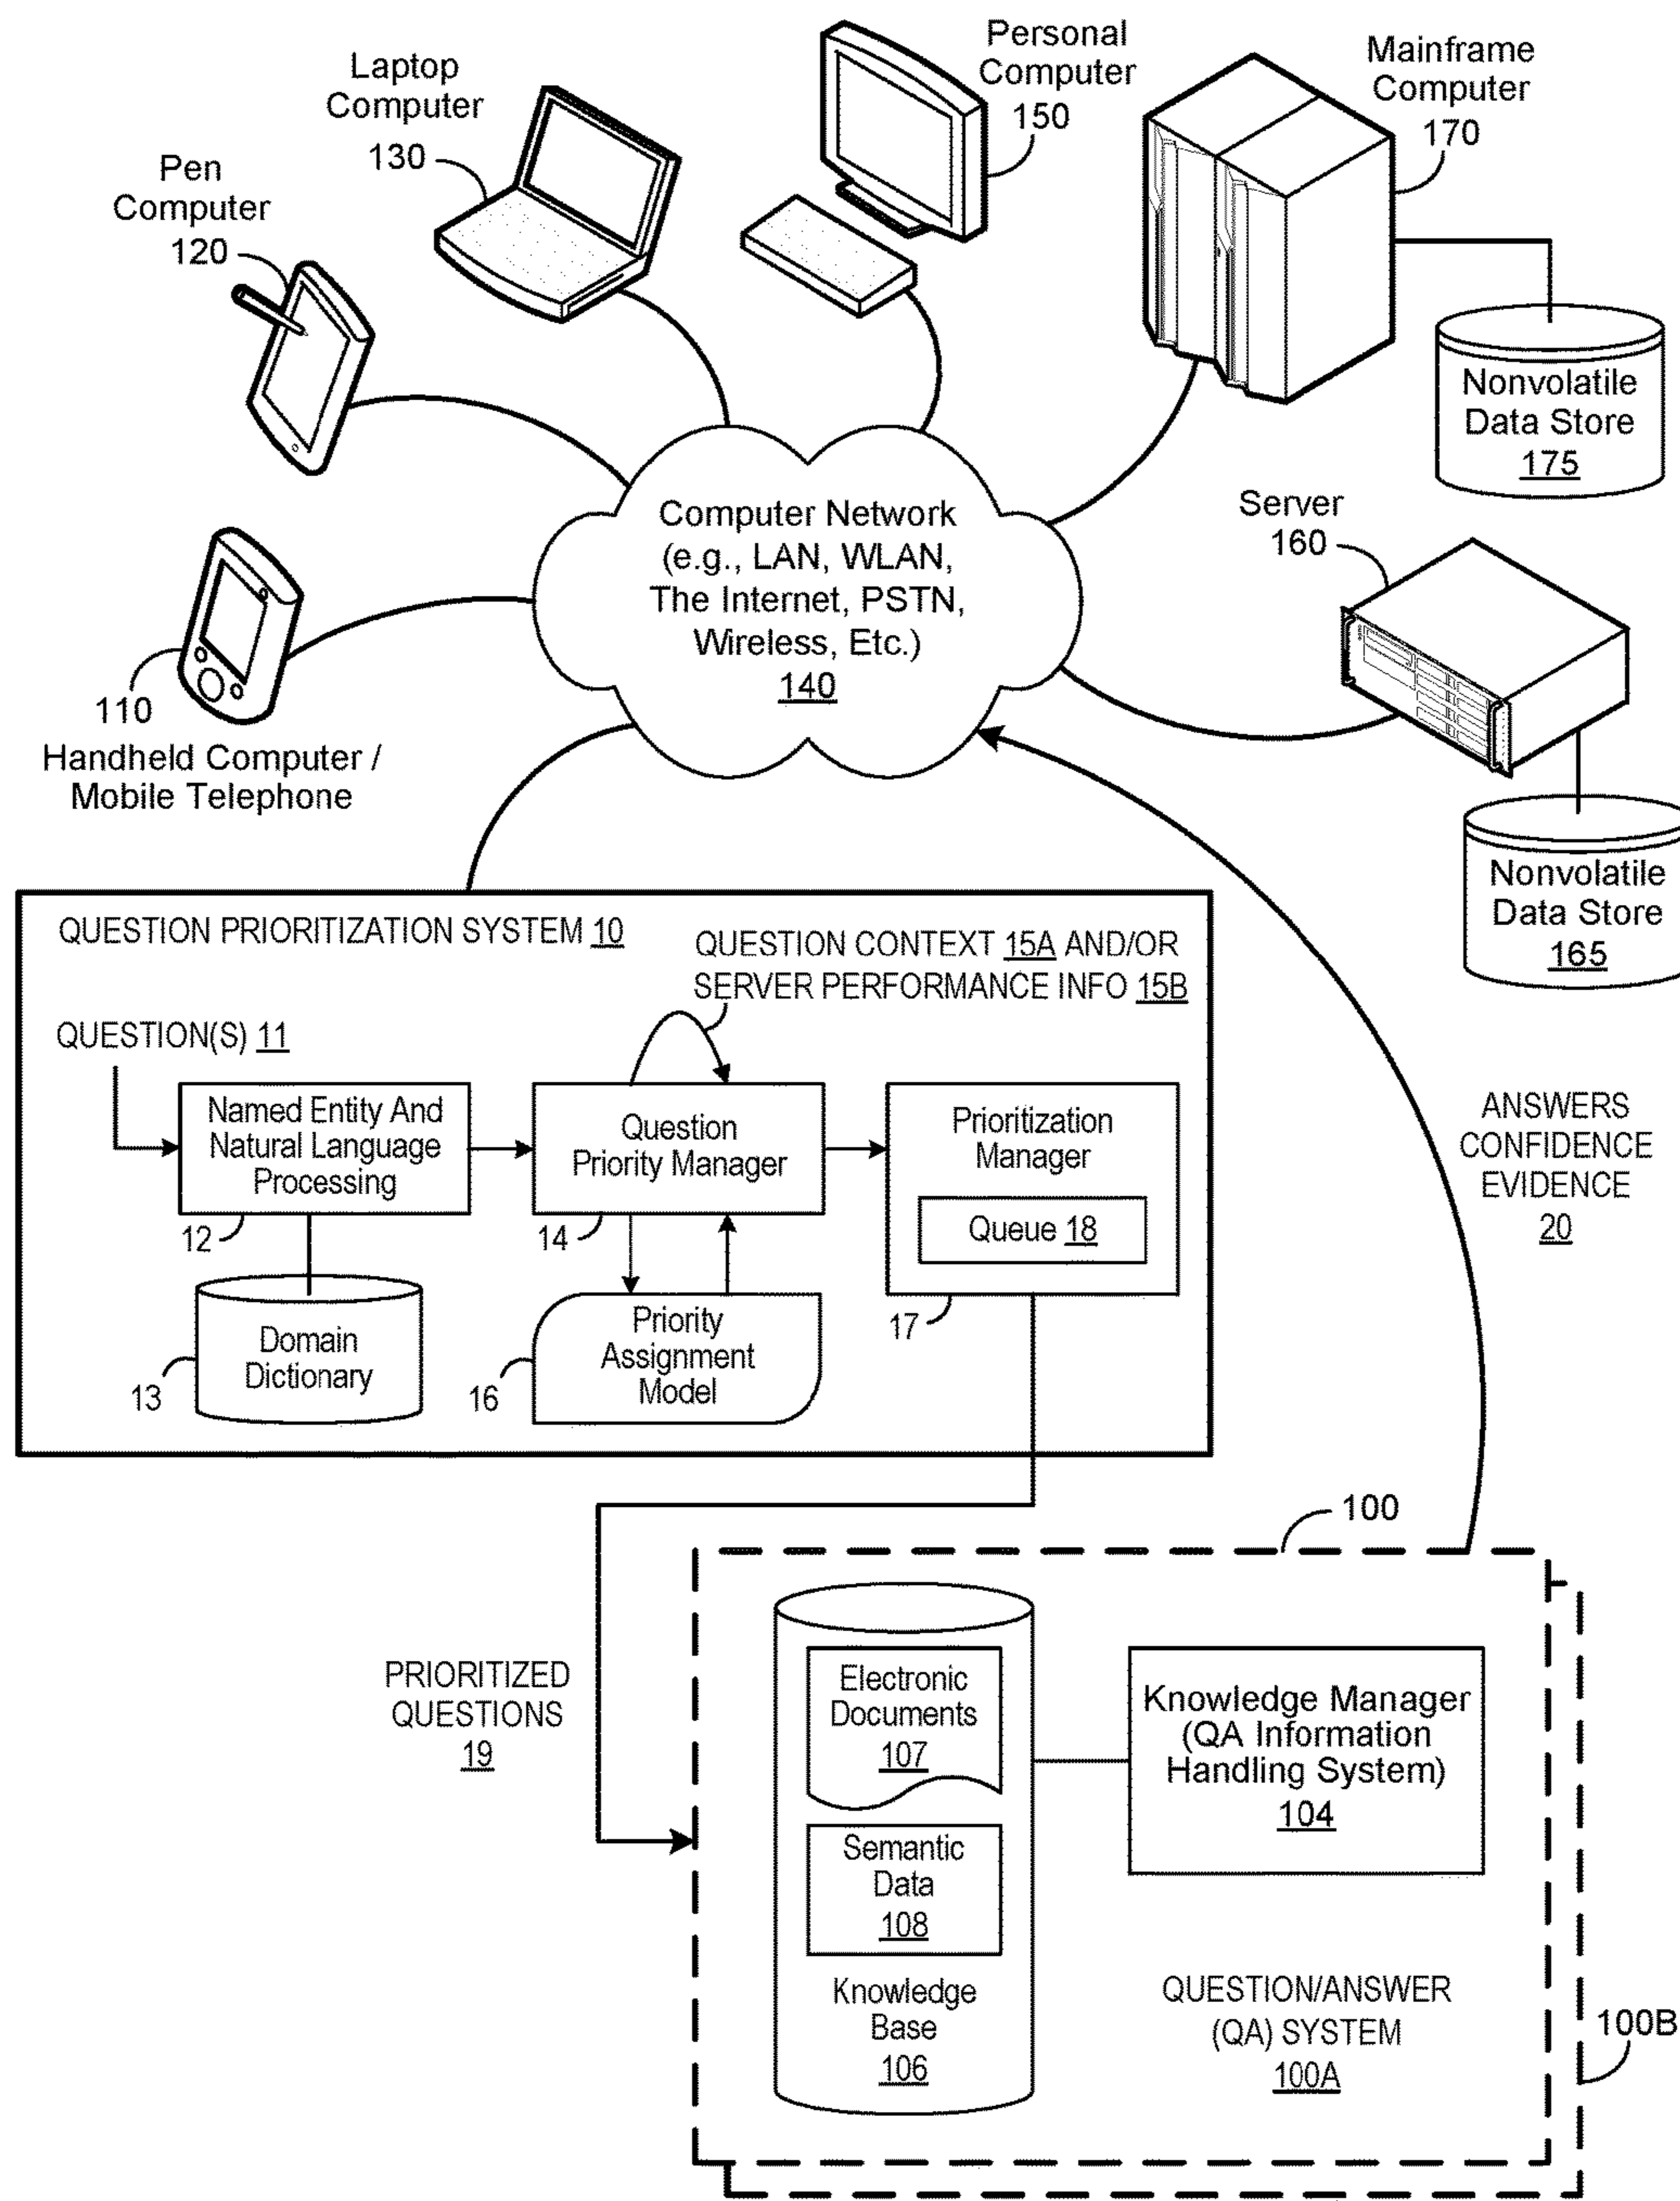 Personal
Computer
150
Mainframe
Computer
170
Laptop
Computer
130
Pen
Computer
120
Nonvolatile
Data Store
175
Computer Network
(e.g., LAN, WLAN,
The Internet, PSTN,
Wireless, Etc.)
140
Server
160
110
Handheld Computer /
Mobile Telephone
Nonvolatile
Data Store
165
QUESTION PRIORITIZATION SYSTEM 10
QUESTION CONTEXT 15A AND/OR
SERVER PERFORMANCE INFO 15B
QUESTION(S) 11
Named Entity And
Natural Language
Processing
12
Question
Priority Manager
14
Prioritization
Manager
Queue 18
17
Domain
Dictionary
13
Priority
Assignment
Model
16
ANSWERS
CONFIDENCE
EVIDENCE
20
100
PRIORITIZED
QUESTIONS
19
Electronic
Documents
107
Semantic
Data
108
Knowledge
Base
106
Knowledge Manager
(QA Information
Handling System)
104
QUESTION/ANSWER
(QA) SYSTEM
100A
100B